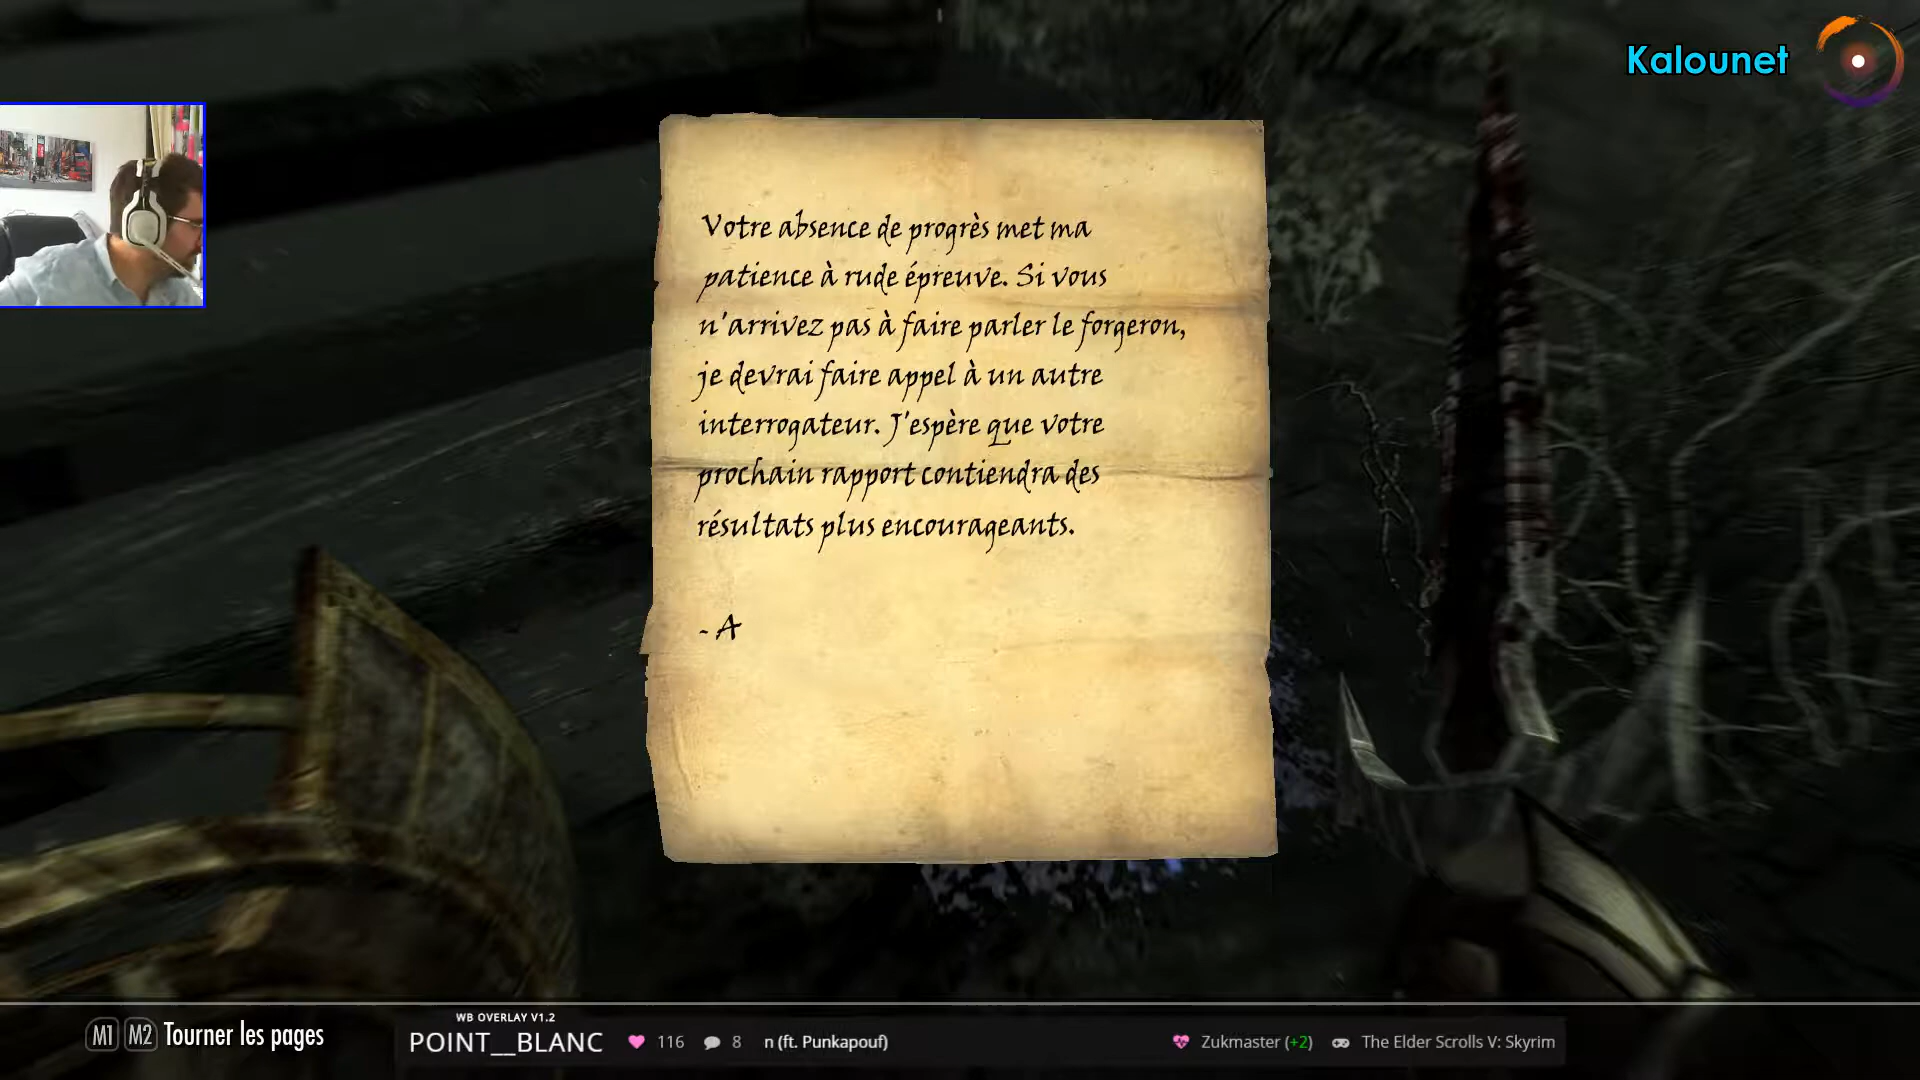 Kalounet
Votre absence de progrès met ma
patience à rude épreuve. Si vous
n'arrivez pas à faire parler le forgeron,
je devrai faire appel à un autre
interrogateur. J'espère que votre
prochain rapport contiendra des
résultats plus encourageants.
- A
M1 M2 Tourner les pages
WB OVERLAY V1.2
POINT__BLANC 116 8 n (ft. Punkapouf) Zukmaster (+2) The Elder Scrolls V: Skyrim